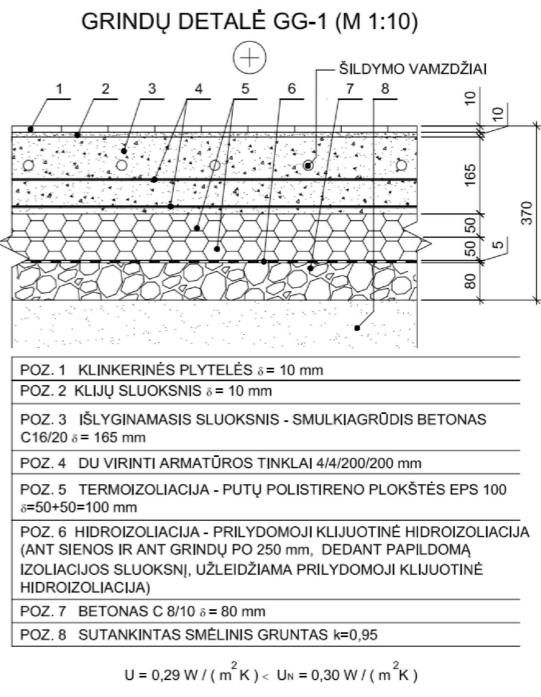 GRINDŲ DETALĖ GG-1 (M 1:10)
ŠILDYMO VAMZDŽIAI
1 2 3 4 5 6 7 8
10
10
165
50
50
5
80
370
POZ. 1 KLINKERINĖS PLYTELĖS δ = 10 mm
POZ. 2 KLIJŲ SLUOKSNIS δ = 10 mm
POZ. 3 IŠLYGINAMASIS SLUOKSNIS - SMULKIAGRŪDIS BETONAS
C16/20 δ = 165 mm
POZ. 4 DU VIRINTI ARMATŪROS TINKLAI 4/4/200/200 mm
POZ. 5 TERMOIZOLIACIJA - PUTŲ POLISTIRENO PLOKŠTĖS EPS 100
δ=50+50=100 mm
POZ. 6 HIDROIZOLIACIJA - PRILYDOMOJI KLIJUOTINĖ HIDROIZOLIACIJA
(ANT SIENOS IR ANT GRINDŲ PO 250 mm, DEDANT PAPILDOMĄ
IZOLIACIJOS SLUOKSNĮ, UŽLEIDŽIAMA PRILYDOMOJI KLIJUOTINĖ
HIDROIZOLIACIJA)
POZ. 7 BETONAS C 8/10 δ = 80 mm
POZ. 8 SUTANKINTAS SMĖLINIS GRUNTAS k=0,95
U = 0,29 W / ( m² K ) < UN = 0,30 W / ( m² K )